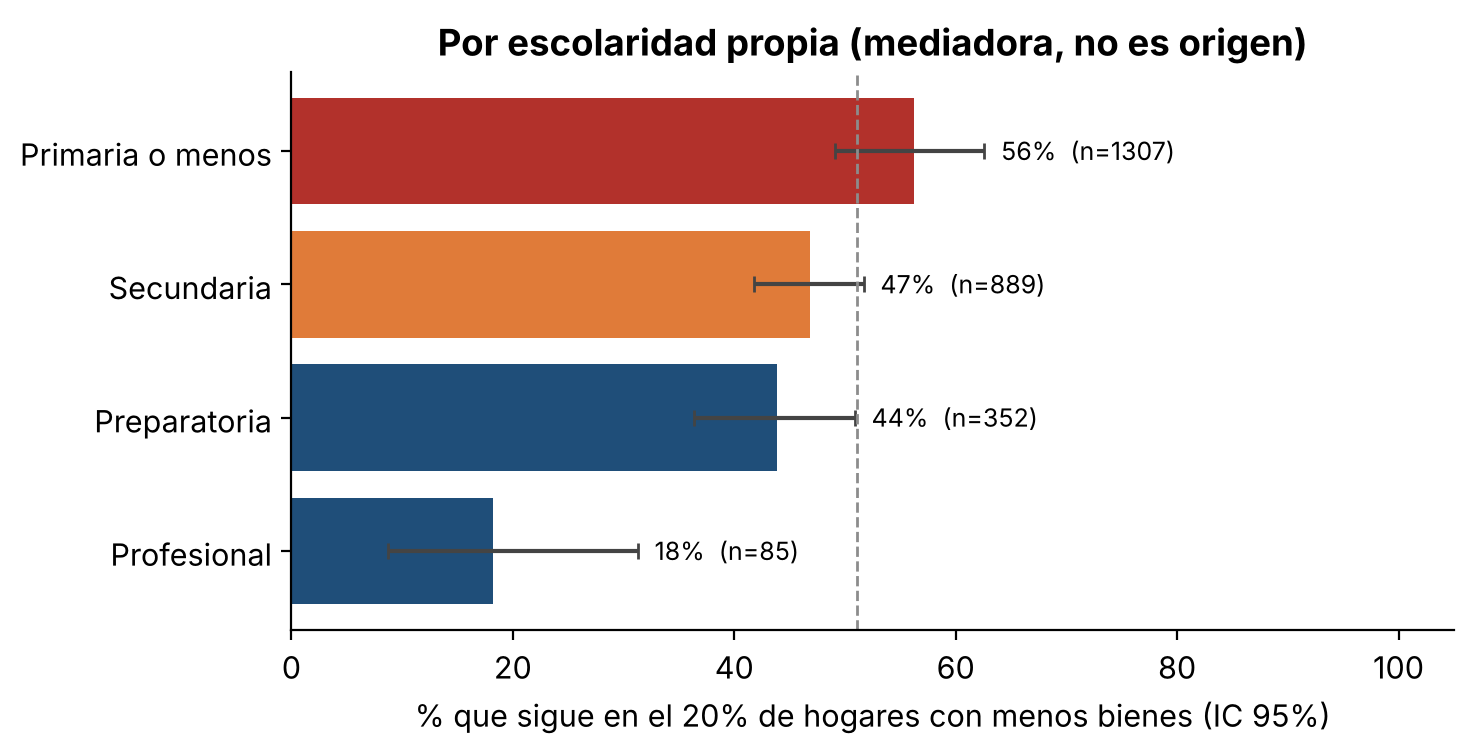 Por escolaridad propia (mediadora, no es origen)
Primaria o menos
56% (n=1307)
Secundaria
47% (n=889)
Preparatoria
44% (n=352)
Profesional
18% (n=85)
0 20 40 60 80 100
% que sigue en el 20% de hogares con menos bienes (IC 95%)